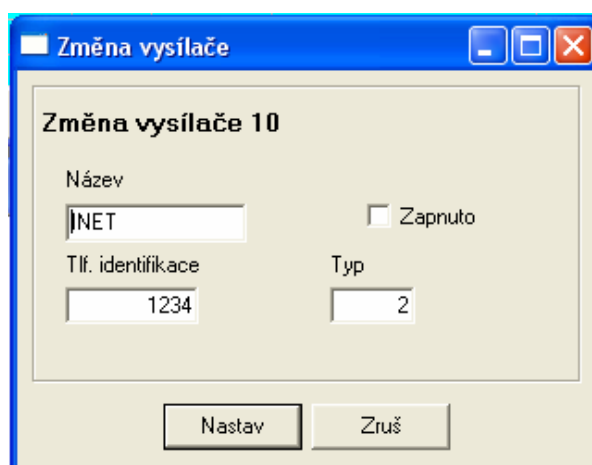 Změna vysílače
Změna vysílače 10
Název
INET
Zapnuto
Tlf. identifikace
Typ
1234
2
Nastav
Zruš